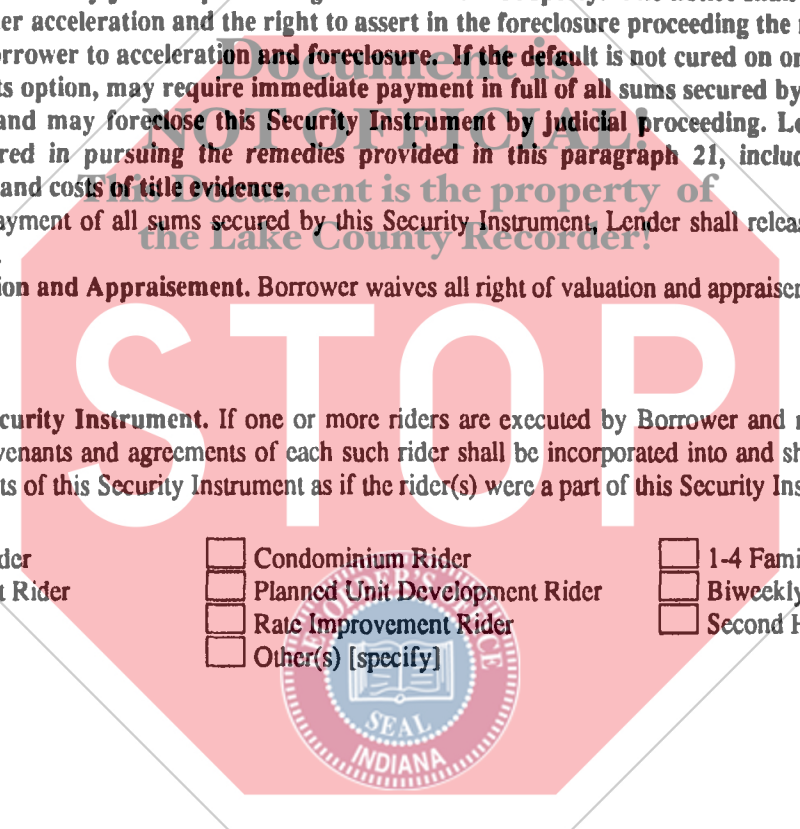 er acceleration and the right to assert in the foreclosure proceeding the
orrower to acceleration and foreclosure. If the default is not cured on or
ts option, may require immediate payment in full of all sums secured by
and may foreclose this Security Instrument by judicial proceeding. Le
red in pursuing the remedies provided in this paragraph 21, includ
and costs of title evidence.
ayment of all sums secured by this Security Instrument, Lender shall releas
ion and Appraisement. Borrower waives all right of valuation and appraisem
Document is
NOT OFFICIAL!
This Document is the property of
the Lake County Recorder!
STOP
curity Instrument. If one or more riders are executed by Borrower and
venants and agreements of each such rider shall be incorporated into and sh
ts of this Security Instrument as if the rider(s) were a part of this Security Ins
der
Condominium Rider
1-4 Fami
t Rider
Planned Unit Development Rider
Biweekly
Rate Improvement Rider
Second H
Other(s) [specify]
RECORDER'S OFFICE
SEAL
INDIANA